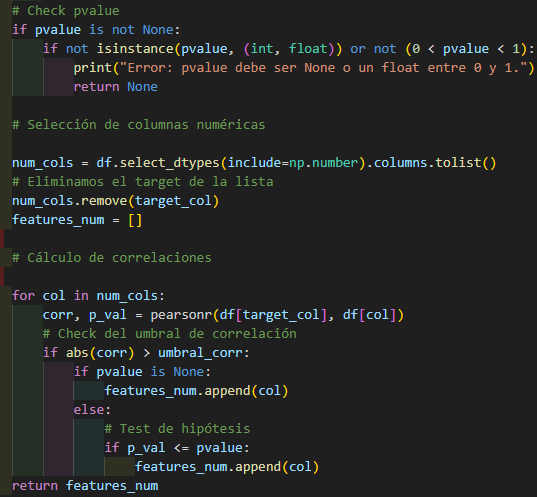 # Check pvalue
if pvalue is not None:
    if not isinstance(pvalue, (int, float)) or not (0 < pvalue < 1):
        print("Error: pvalue debe ser None o un float entre 0 y 1.")
        return None
# Selección de columnas numéricas
num_cols = df.select_dtypes(include=np.number).columns.tolist()
# Eliminamos el target de la lista
num_cols.remove(target_col)
features_num = []
# Cálculo de correlaciones
for col in num_cols:
    corr, p_val = pearsonr(df[target_col], df[col])
    # Check del umbral de correlación
    if abs(corr) > umbral_corr:
        if pvalue is None:
            features_num.append(col)
        else:
            # Test de hipótesis
            if p_val <= pvalue:
                features_num.append(col)
return features_num